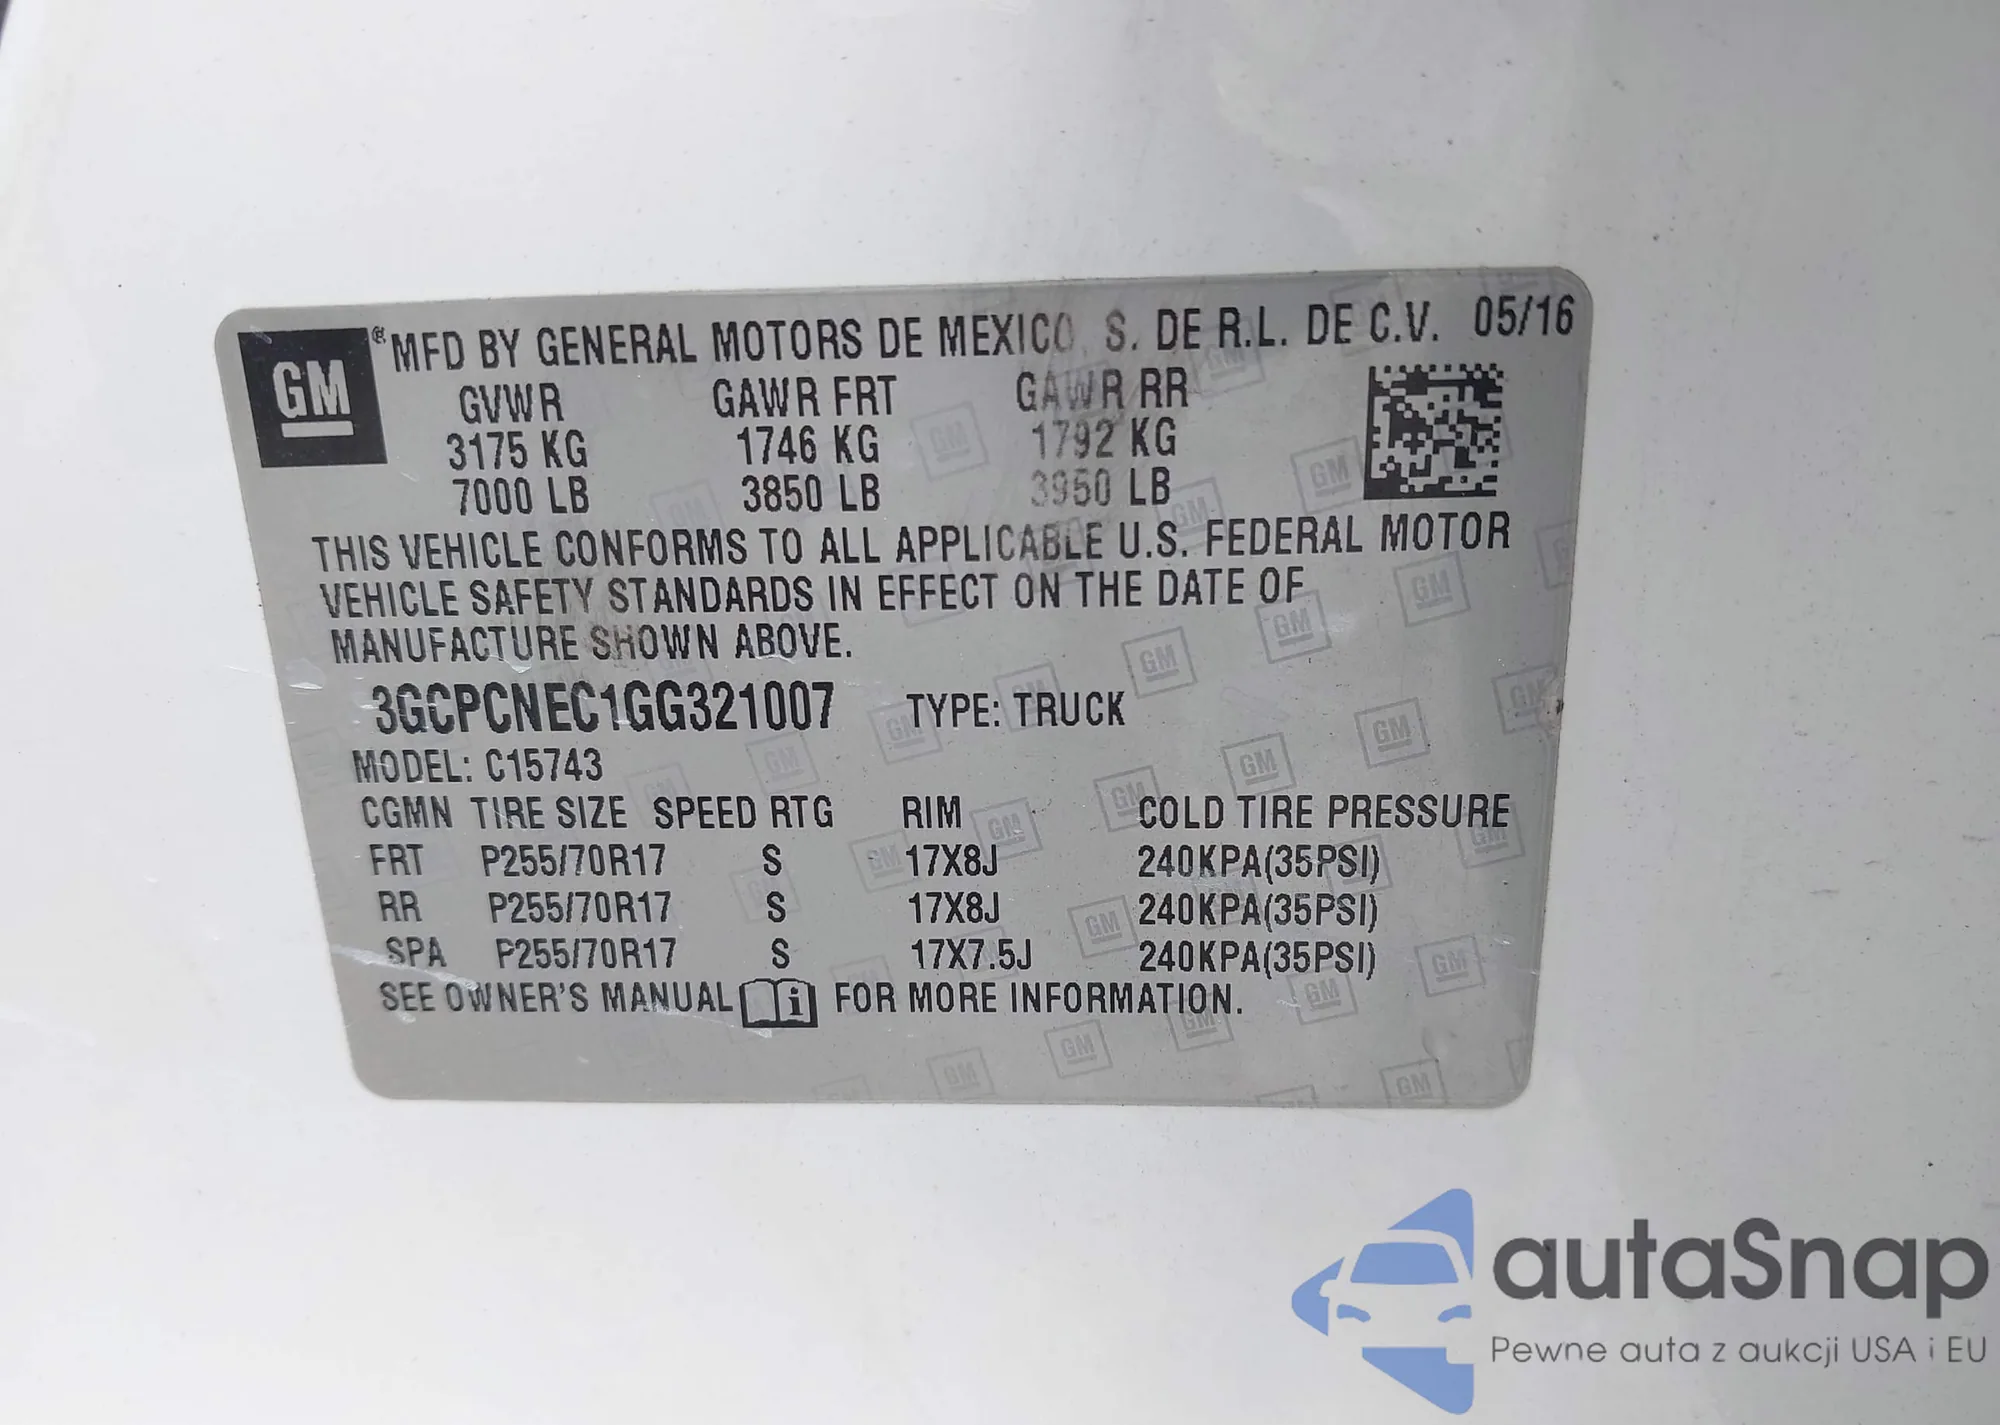 GM
® MFD BY GENERAL MOTORS DE MEXICO, S. DE R.L. DE C.V. 05/16
GVWR GAWR FRT GAWR RR
3175 KG 1746 KG 1792 KG
7000 LB 3850 LB 3950 LB
THIS VEHICLE CONFORMS TO ALL APPLICABLE U.S. FEDERAL MOTOR
VEHICLE SAFETY STANDARDS IN EFFECT ON THE DATE OF
MANUFACTURE SHOWN ABOVE.
3GCPCNEC1GG321007 TYPE: TRUCK
MODEL: C15743
CGMN TIRE SIZE SPEED RTG RIM COLD TIRE PRESSURE
FRT P255/70R17 S 17X8J 240KPA(35PSI)
RR P255/70R17 S 17X8J 240KPA(35PSI)
SPA P255/70R17 S 17X7.5J 240KPA(35PSI)
SEE OWNER'S MANUAL i FOR MORE INFORMATION.
autaSnap
Pewne auta z aukcji USA i EU